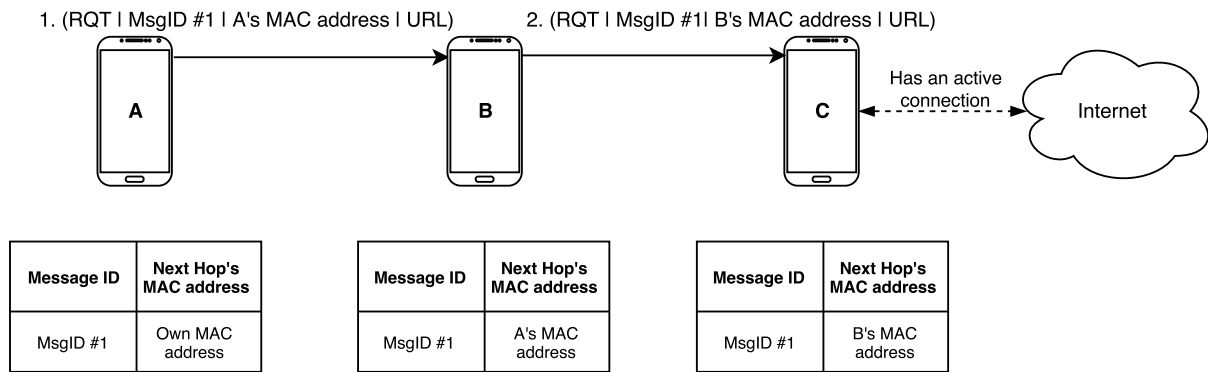 1. (RQT | MsgID #1 | A's MAC address | URL)
2. (RQT | MsgID #1| B's MAC address | URL)
A
B
C
Has an active
connection
Internet
Message ID
Next Hop's
MAC address
MsgID #1
Own MAC
address
Message ID
Next Hop's
MAC address
MsgID #1
A's MAC
address
Message ID
Next Hop's
MAC address
MsgID #1
B's MAC
address